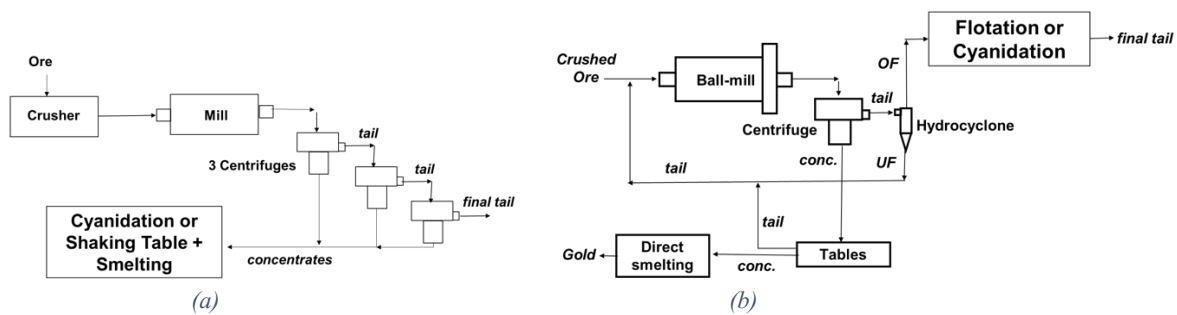 Ore
Crusher
Mill
3 Centrifuges
tail
tail
final tail
Cyanidation or
Shaking Table +
Smelting
concentrates
(a)
Crushed
Ore
Ball-mill
Centrifuge
tail
OF
Flotation or
Cyanidation
final tail
Hydrocyclone
UF
conc.
tail
tail
Tables
conc.
Direct
smelting
Gold
(b)